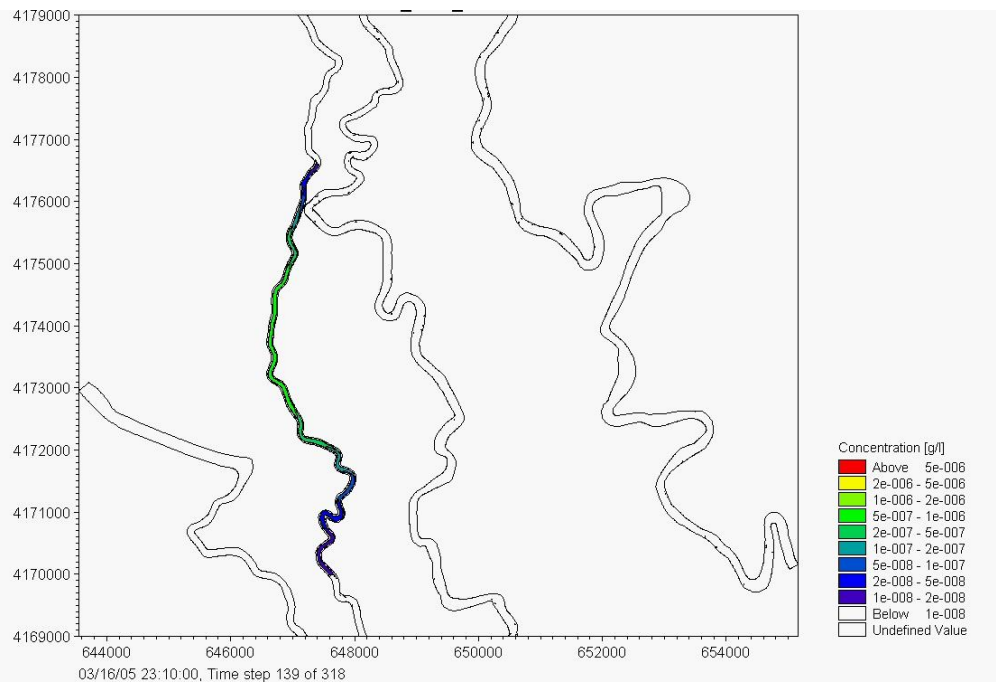 4179000
4178000
4177000
4176000
4175000
4174000
4173000
4172000
4171000
4170000
4169000
644000 646000 648000 650000 652000 654000
03/16/05 23:10:00, Time step 139 of 318
Concentration [g/l]
Above 5e-006
2e-006 - 5e-006
1e-006 - 2e-006
5e-007 - 1e-006
2e-007 - 5e-007
1e-007 - 2e-007
5e-008 - 1e-007
2e-008 - 5e-008
1e-008 - 2e-008
Below 1e-008
Undefined Value